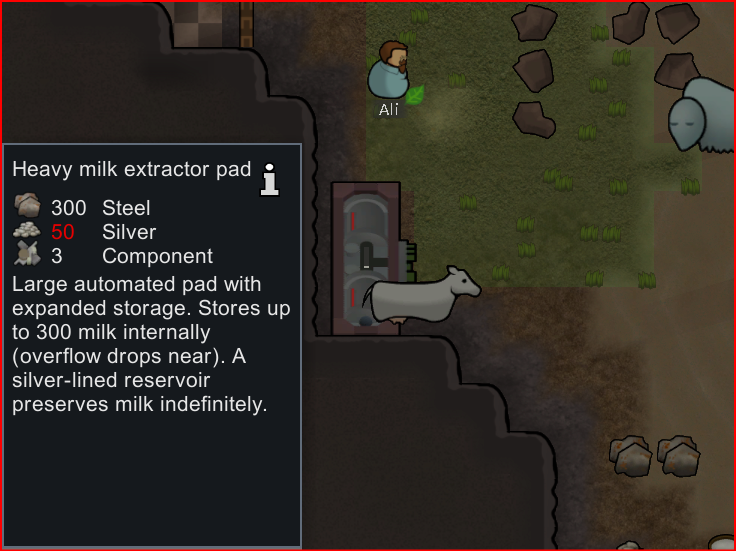 Ali
Heavy milk extractor pad
300 Steel
50 Silver
3 Component
Large automated pad with
expanded storage. Stores up
to 300 milk internally
(overflow drops near). A
silver-lined reservoir
preserves milk indefinitely.